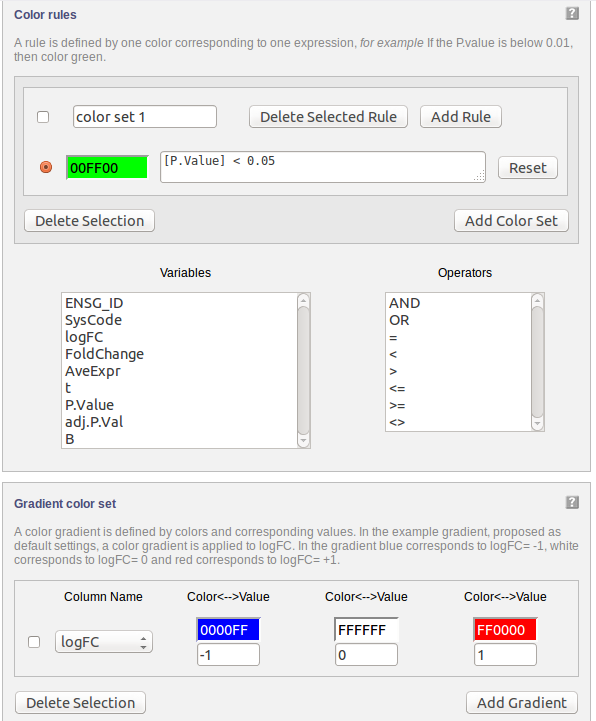 Color rules
?
A rule is defined by one color corresponding to one expression, for example If the P.value is below 0.01,
then color green.
color set 1
Delete Selected Rule
Add Rule
00FF00
[P.Value] < 0.05
Reset
Delete Selection
Add Color Set
Variables
Operators
ENSG_ID
SysCode
logFC
FoldChange
AveExpr
t
P.Value
adj.P.Val
B
AND
OR
=
<
>
<=
>=
<>
Gradient color set
?
A color gradient is defined by colors and corresponding values. In the example gradient, proposed as
default settings, a color gradient is applied to logFC. In the gradient blue corresponds to logFC= -1, white
corresponds to logFC= 0 and red corresponds to logFC= +1.
Column Name
Color<-->Value
Color<-->Value
Color<-->Value
logFC
0000FF
FFFFFF
FF0000
-1
0
1
Delete Selection
Add Gradient